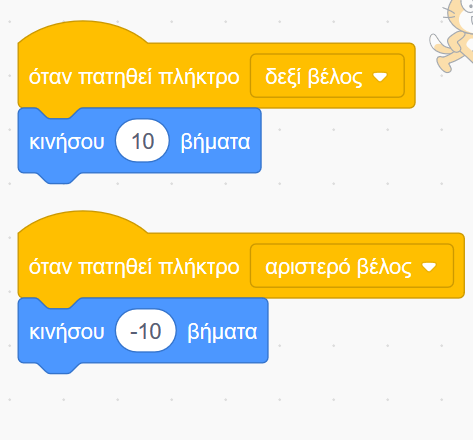 όταν πατηθεί πλήκτρο δεξί βέλος
κινήσου 10 βήματα
όταν πατηθεί πλήκτρο αριστερό βέλος
κινήσου -10 βήματα